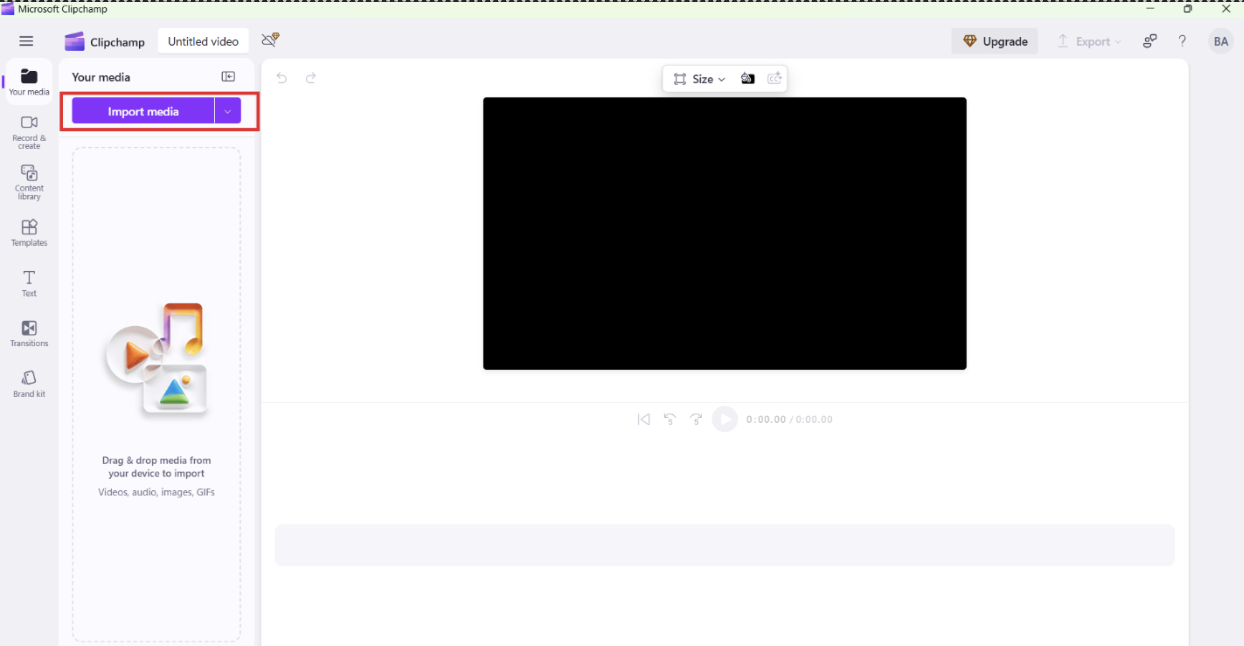 Microsoft Clipchamp
Clipchamp
Untitled video
Upgrade
Export
?
BA
Your media
Record &
create
Content
library
Templates
T
Text
Transitions
Brand kit
Your media
Import media
Drag & drop media from
your device to import
Videos, audio, images, GIFs
Size
5
5
0:00.00 / 0:00.00